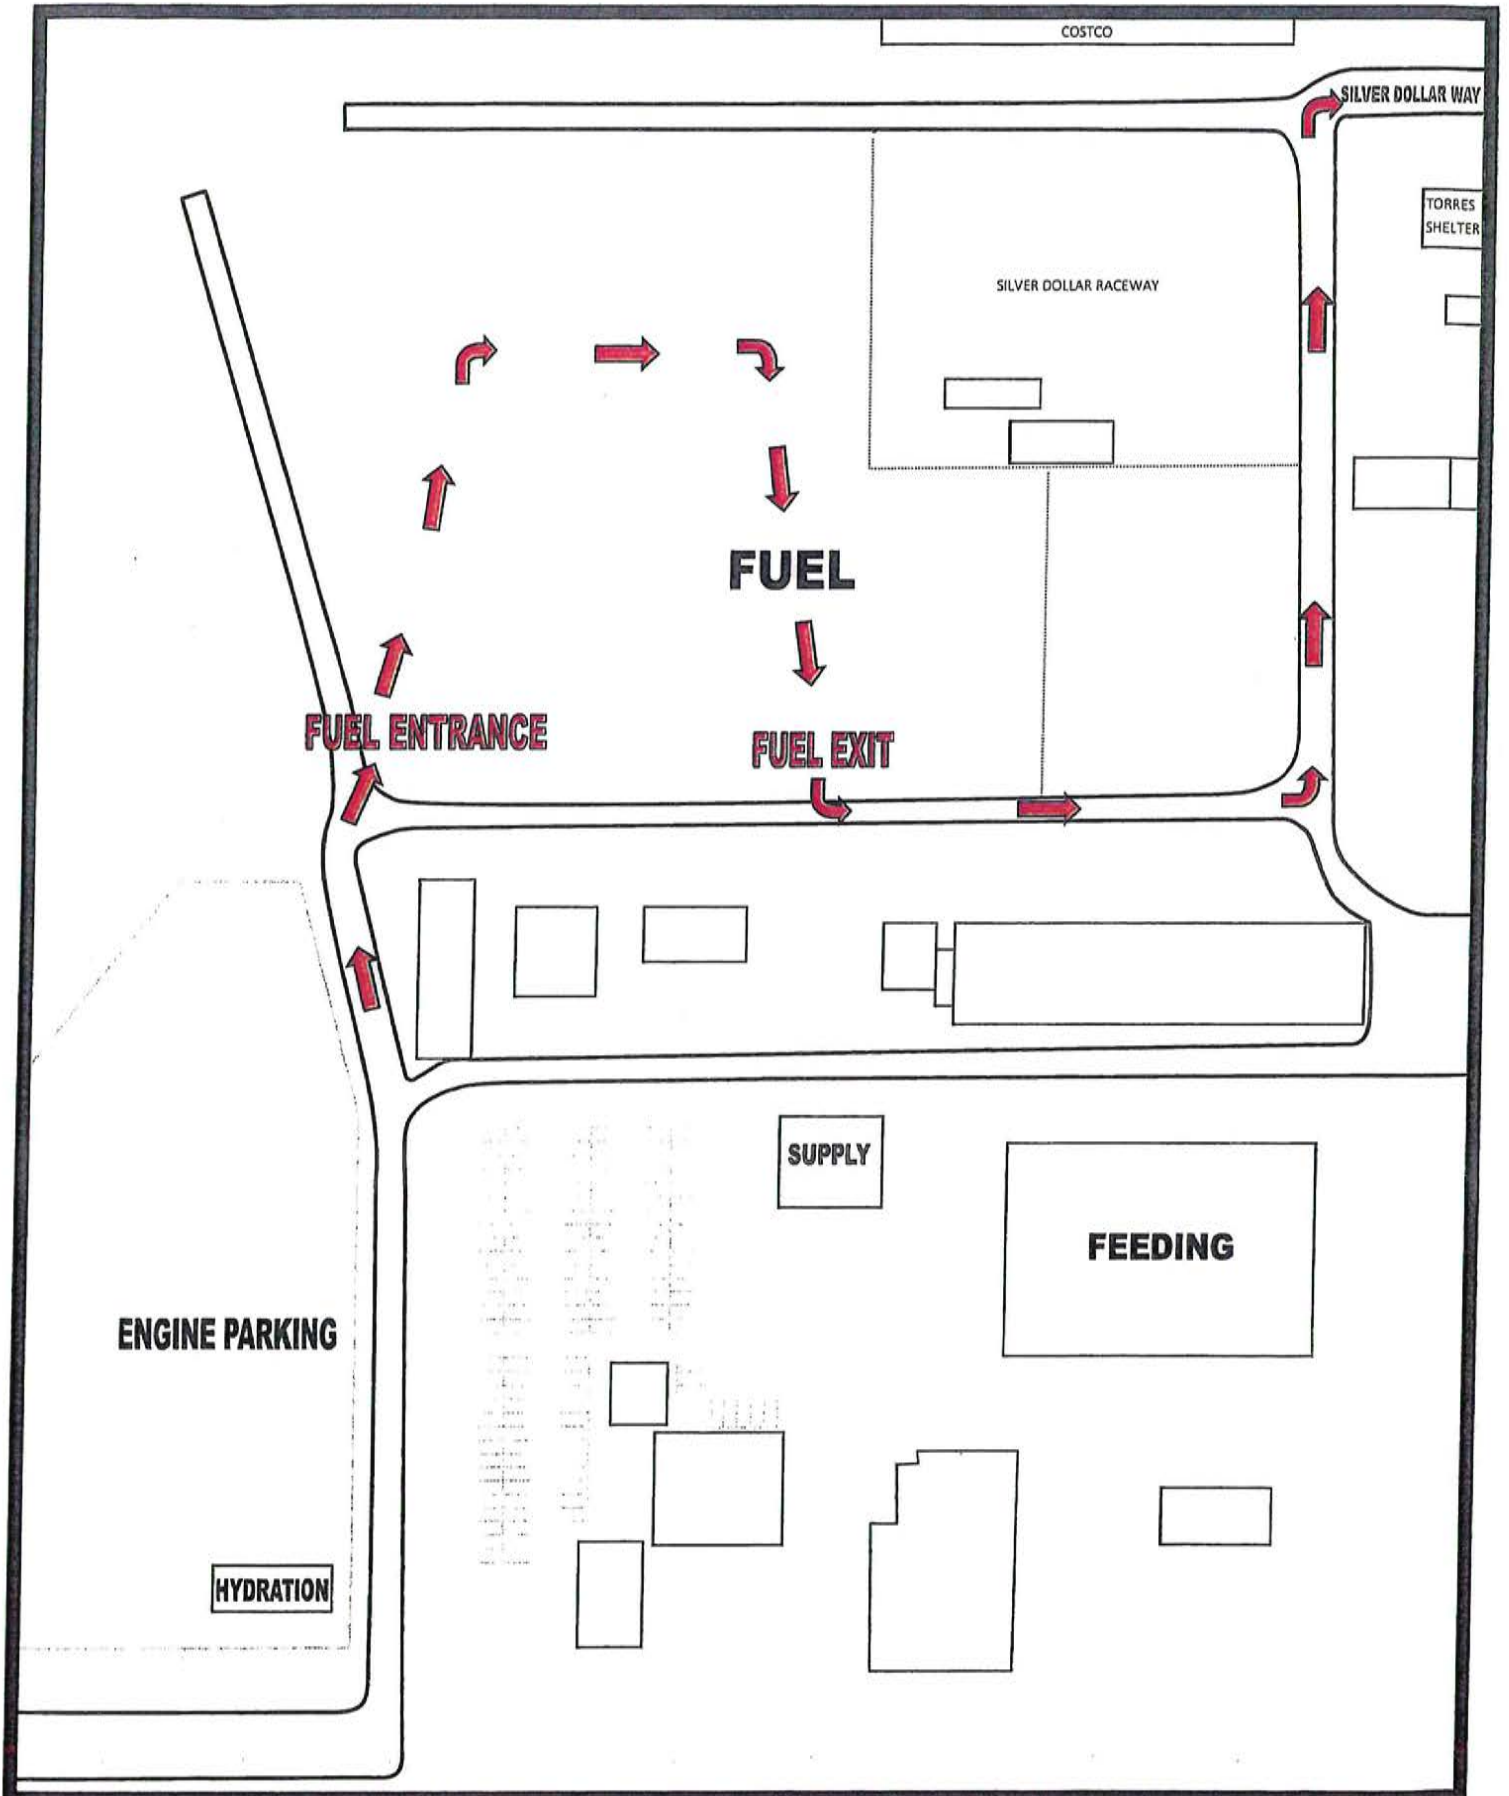 COSTCO
SILVER DOLLAR WAY
TORRES
SHELTER
SILVER DOLLAR RACEWAY
FUEL
FUEL ENTRANCE
FUEL EXIT
SUPPLY
FEEDING
ENGINE PARKING
HYDRATION